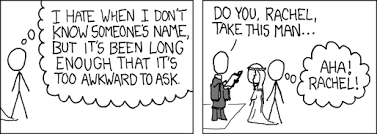 I HATE WHEN I DON'T
KNOW SOMEONE'S NAME,
BUT IT'S BEEN LONG
ENOUGH THAT IT'S
TOO AWKWARD TO ASK.
DO YOU, RACHEL,
TAKE THIS MAN...
AHA!
RACHEL!